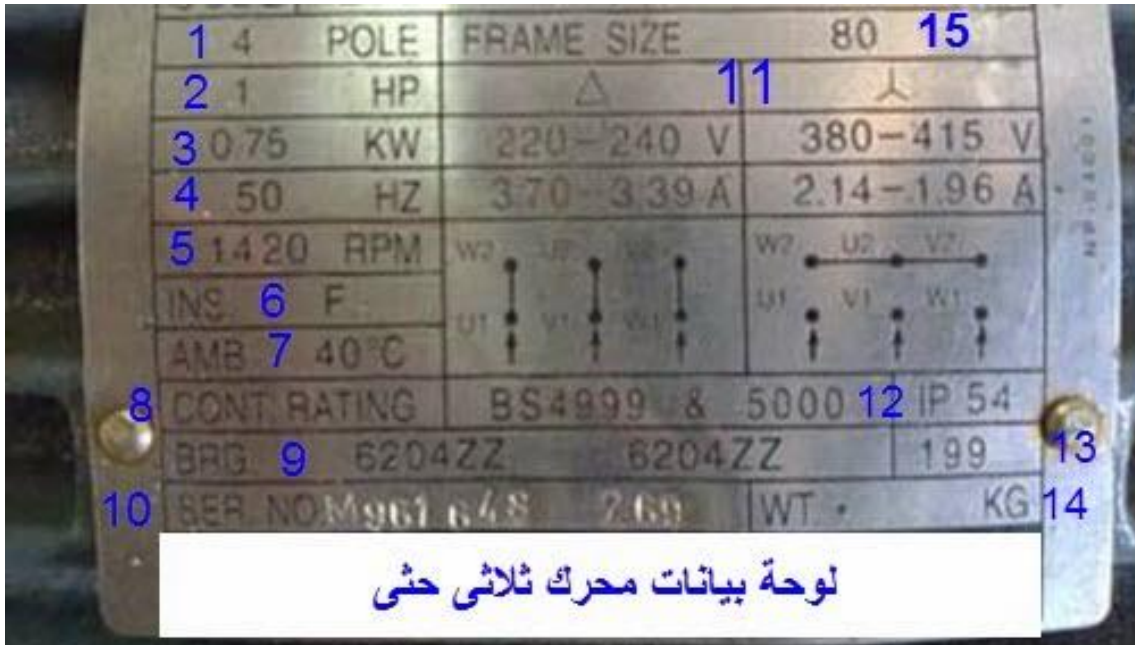 1 4 POLE FRAME SIZE 80 15
2 1 HP △ 11 ⅄
3 0.75 KW 220-240 V 380-415 V
4 50 HZ 3.70-3.39 A 2.14-1.96 A
5 1420 RPM W2 U2 V2 W2 U2 V2
INS. 6 F
U1 V1 W1 U1 V1 W1
AMB 7 40°C
8 CONT. RATING BS4999 & 5000 12 IP 54
BRG. 9 6204ZZ 6204ZZ 199 13
10 SER NO M961 648 269 WT . KG 14
لوحة بيانات محرك ثلاثى حثى